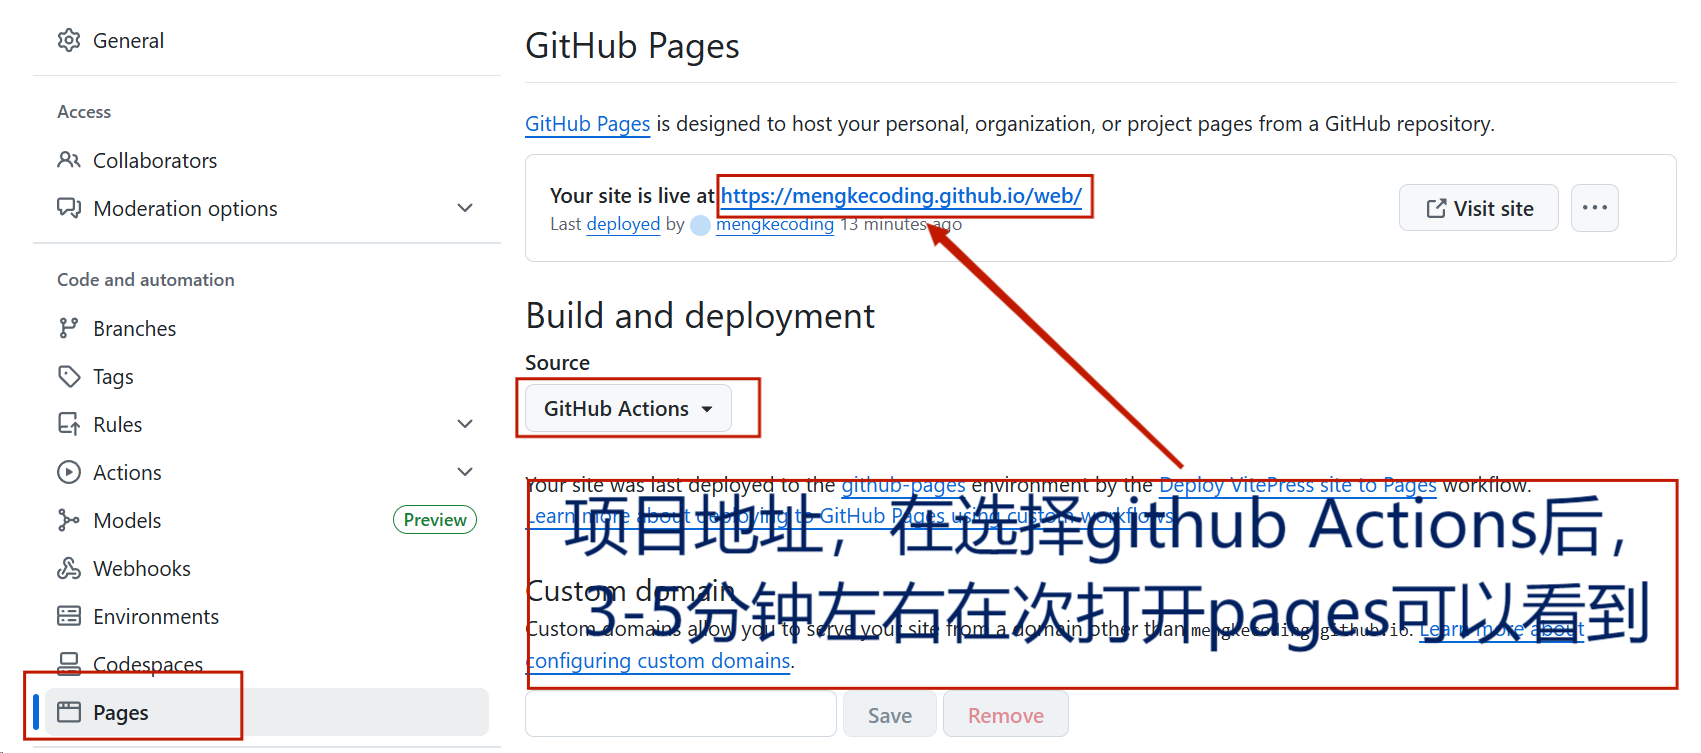 General
Access
Collaborators
Moderation options
Code and automation
Branches
Tags
Rules
Actions
Models Preview
Webhooks
Environments
Codespaces
Pages
GitHub Pages
GitHub Pages is designed to host your personal, organization, or project pages from a GitHub repository.
Your site is live at https://mengkecoding.github.io/web/
Last deployed by mengkecoding 13 minutes ago
Visit site
Build and deployment
Source
GitHub Actions
Your site was last deployed to the github-pages environment by the Deploy VitePress site to Pages workflow.
Learn more about deploying to GitHub Pages using custom workflows
项目地址，在选择github Actions后，
3-5分钟左右在次打开pages可以看到
Custom domain
Custom domains allow you to serve your site from a domain other than mengkecoding.github.io. Learn more about
configuring custom domains.
Save
Remove